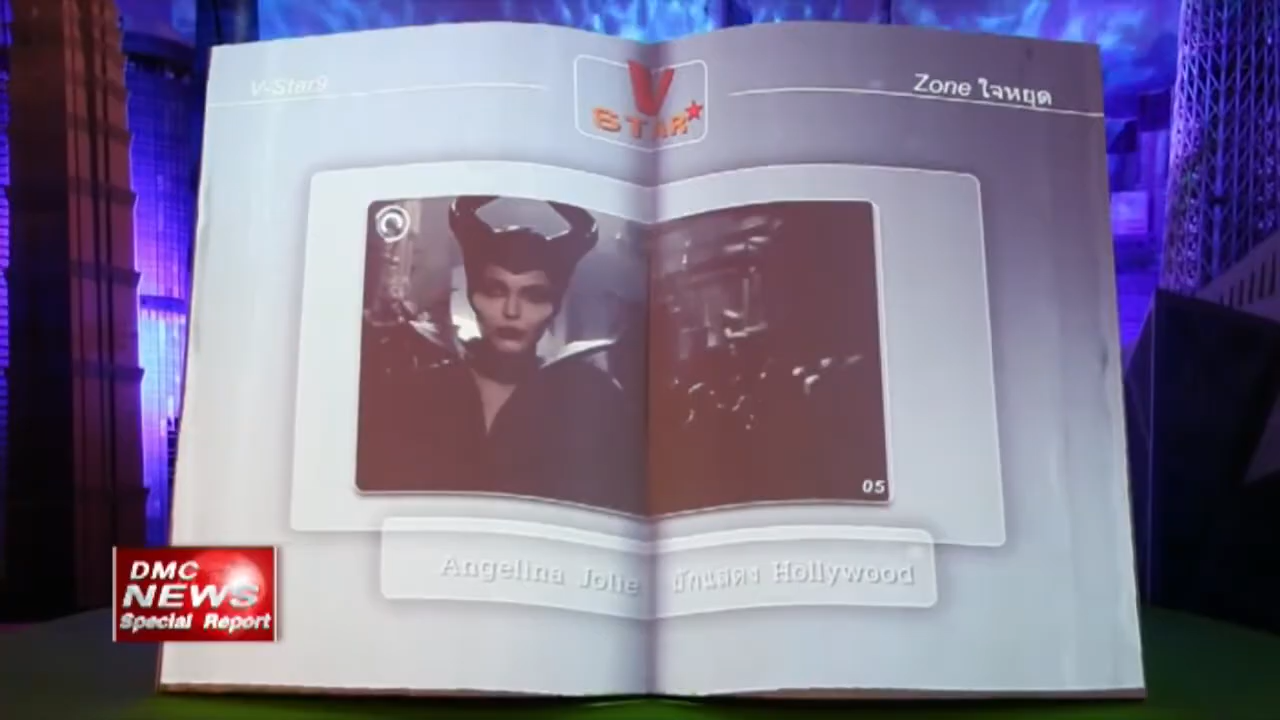 V-Star9
V
STAR
Zone ใจหยุด
05
Angelina Jolie นักแสดง Hollywood
DMC
NEWS
Special Report